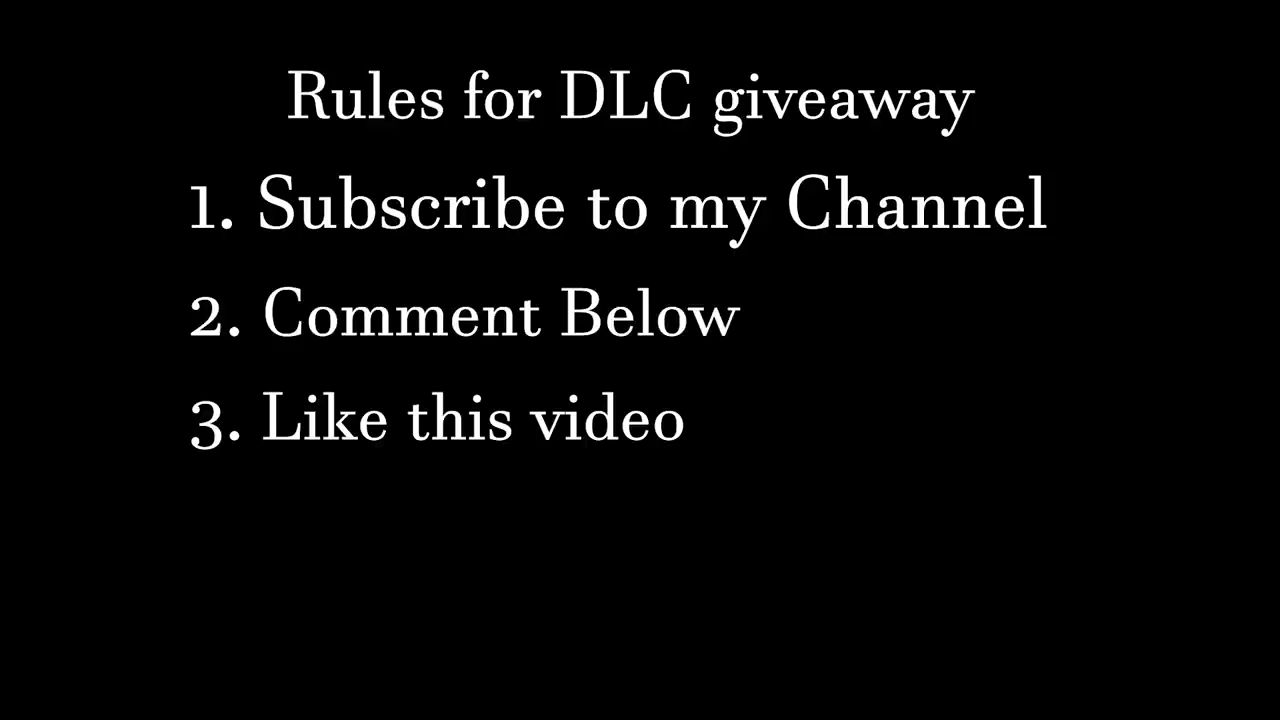 Rules for DLC giveaway
1. Subscribe to my Channel
2. Comment Below
3. Like this video